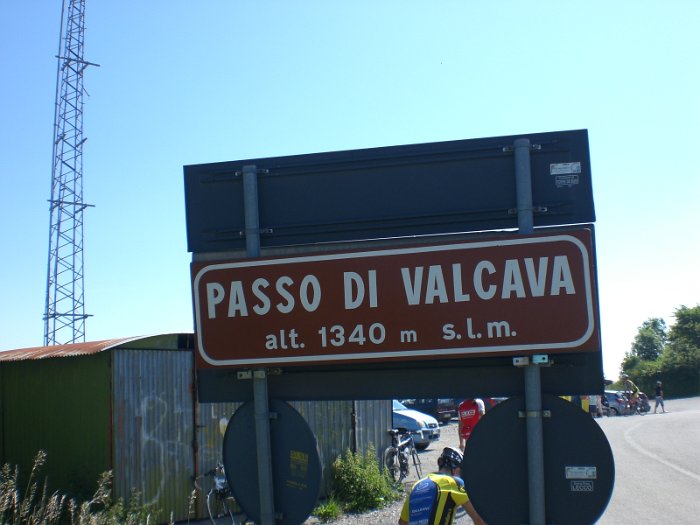 PASSO DI VALCAVA
alt. 1340 m s.l.m.